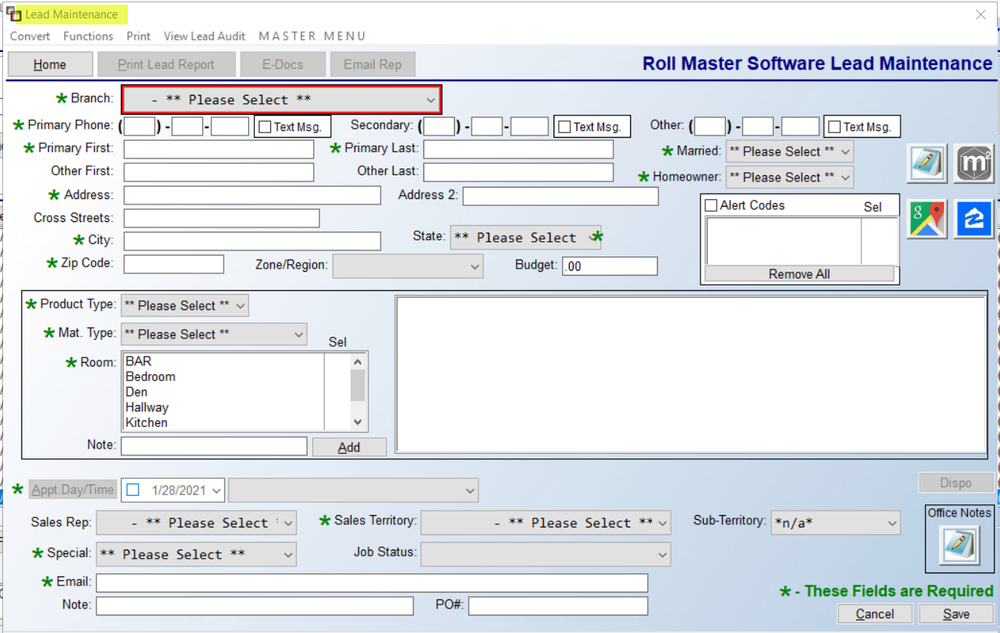 Lead Maintenance
Convert Functions Print View Lead Audit MASTER MENU
Home Print Lead Report E-Docs Email Rep Roll Master Software Lead Maintenance
* Branch: - ** Please Select **
* Primary Phone: ( ) - - Text Msg. Secondary: ( ) - - Text Msg. Other: ( ) - - Text Msg.
* Primary First: * Primary Last: * Married: ** Please Select **
Other First: Other Last: * Homeowner: ** Please Select **
m2
* Address: Address 2:
Alert Codes Sel
Cross Streets:
8
* City: State: ** Please Select *
* Zip Code: Zone/Region: Budget: .00
Remove All
* Product Type: ** Please Select **
* Mat. Type: ** Please Select **
Sel
* Room: BAR
Bedroom
Den
Hallway
Kitchen
Note: Add
* Appt.Day/Time 1/28/2021 Dispo
Sales Rep: - ** Please Select * Sales Territory: - ** Please Select ** Sub-Territory: *n/a*
Office Notes
* Special: ** Please Select ** Job Status:
* Email:
* - These Fields are Required
Note: PO#:
Cancel Save